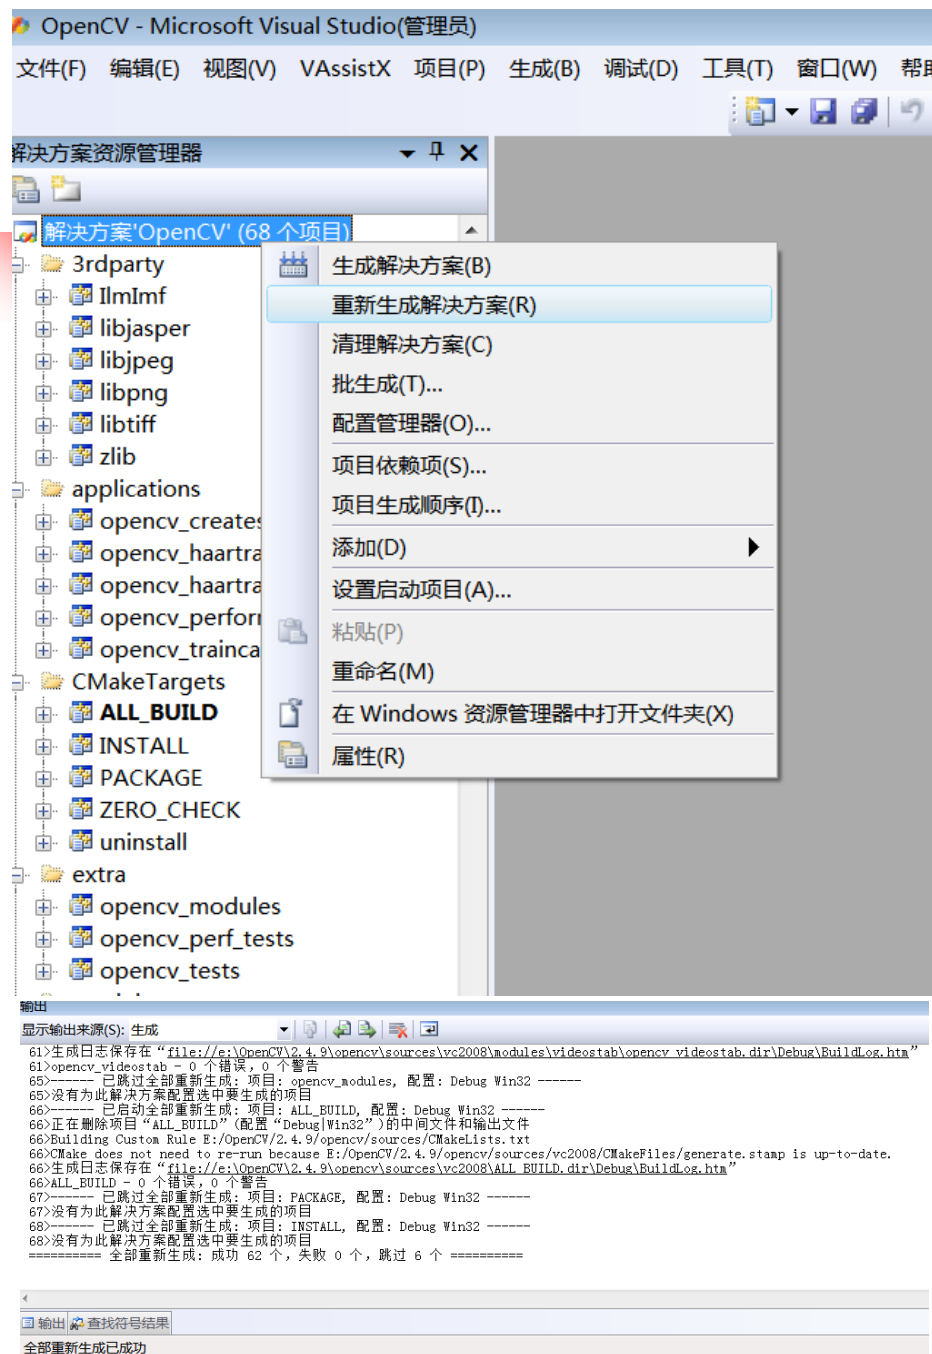 OpenCV - Microsoft Visual Studio(管理员)
文件(F) 编辑(E) 视图(V) VAssistX 项目(P) 生成(B) 调试(D) 工具(T) 窗口(W)
解决方案资源管理器
解决方案'OpenCV' (68 个项目)
3rdparty
IlmImf
libjasper
libjpeg
libpng
libtiff
zlib
applications
opencv_creates
opencv_haartra
opencv_haartra
opencv_perfor
opencv_trainca
CMakeTargets
ALL_BUILD
INSTALL
PACKAGE
ZERO_CHECK
uninstall
extra
opencv_modules
opencv_perf_tests
opencv_tests
生成解决方案(B)
重新生成解决方案(R)
清理解决方案(C)
批生成(T)...
配置管理器(O)...
项目依赖项(S)...
项目生成顺序(I)...
添加(D)
设置启动项目(A)...
粘贴(P)
重命名(M)
在 Windows 资源管理器中打开文件夹(X)
属性(R)
输出
显示输出来源(S): 生成
61>生成日志保存在“file://e:\OpenCV\2.4.9\opencv\sources\vc2008\modules\videostab\opencv_videostab.dir\Debug\BuildLog.htm”
61>opencv_videostab - 0 个错误，0 个警告
65>------ 已跳过全部重新生成: 项目: opencv_modules, 配置: Debug Win32 ------
65>没有为此解决方案配置选中要生成的项目
66>------ 已启动全部重新生成: 项目: ALL_BUILD, 配置: Debug Win32 ------
66>正在删除项目“ALL_BUILD”(配置“Debug|Win32”)的中间文件和输出文件
66>Building Custom Rule E:/OpenCV/2.4.9/opencv/sources/CMakeLists.txt
66>CMake does not need to re-run because E:/OpenCV/2.4.9/opencv/sources/vc2008/CMakeFiles/generate.stamp is up-to-date.
66>生成日志保存在“file://e:\OpenCV\2.4.9\opencv\sources\vc2008\ALL_BUILD.dir\Debug\BuildLog.htm”
66>ALL_BUILD - 0 个错误，0 个警告
67>------ 已跳过全部重新生成: 项目: PACKAGE, 配置: Debug Win32 ------
67>没有为此解决方案配置选中要生成的项目
68>------ 已跳过全部重新生成: 项目: INSTALL, 配置: Debug Win32 ------
68>没有为此解决方案配置选中要生成的项目
========== 全部重新生成: 成功 62 个，失败 0 个，跳过 6 个 ==========
输出 查找符号结果
全部重新生成已成功